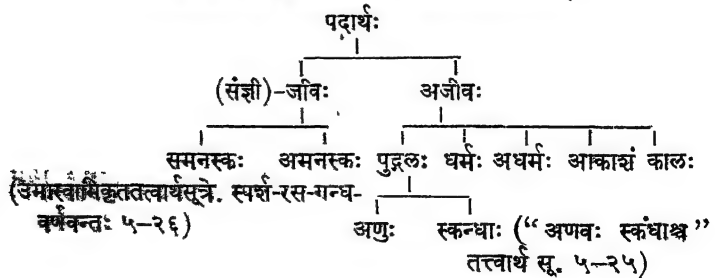 पदार्थः
(संज्ञी)-जीवः अजीवः
समनस्कः अमनस्कः पुद्गलः धर्मः अधर्मः आकाशं कालः
(उमास्वामिकृततत्वार्थसूत्रे. स्पर्श-रस-गन्ध-
वर्णवन्तः ५-२६)
अणुः स्कन्धाः (“अणवः स्कंधाश्च”
तत्त्वार्थ सू. ५-२५)